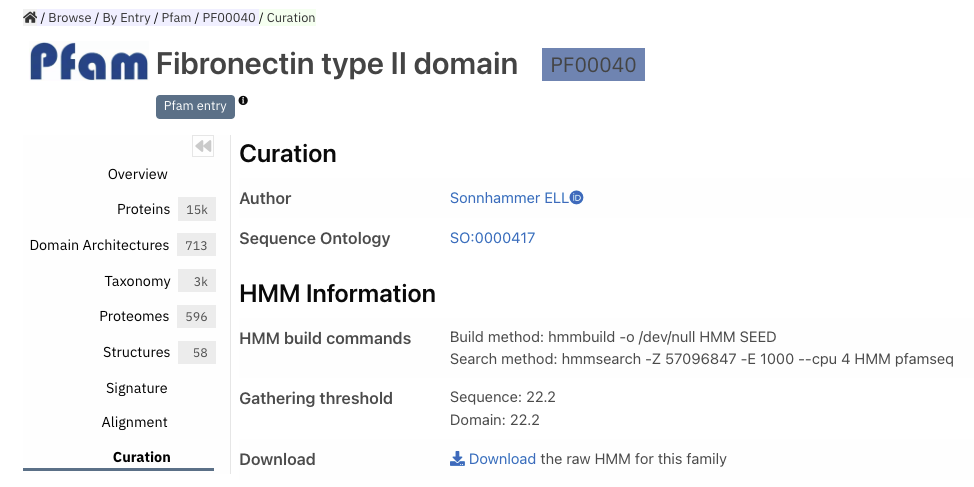 / Browse / By Entry / Pfam / PF00040 / Curation
Pfam Fibronectin type II domain PF00040
Pfam entry
Overview
Proteins 15k
Domain Architectures 713
Taxonomy 3k
Proteomes 596
Structures 58
Signature
Alignment
Curation
Curation
Author Sonnhammer ELL iD
Sequence Ontology SO:0000417
HMM Information
HMM build commands Build method: hmmbuild -o /dev/null HMM SEED
Search method: hmmsearch -Z 57096847 -E 1000 --cpu 4 HMM pfamseq
Gathering threshold Sequence: 22.2
Domain: 22.2
Download Download the raw HMM for this family